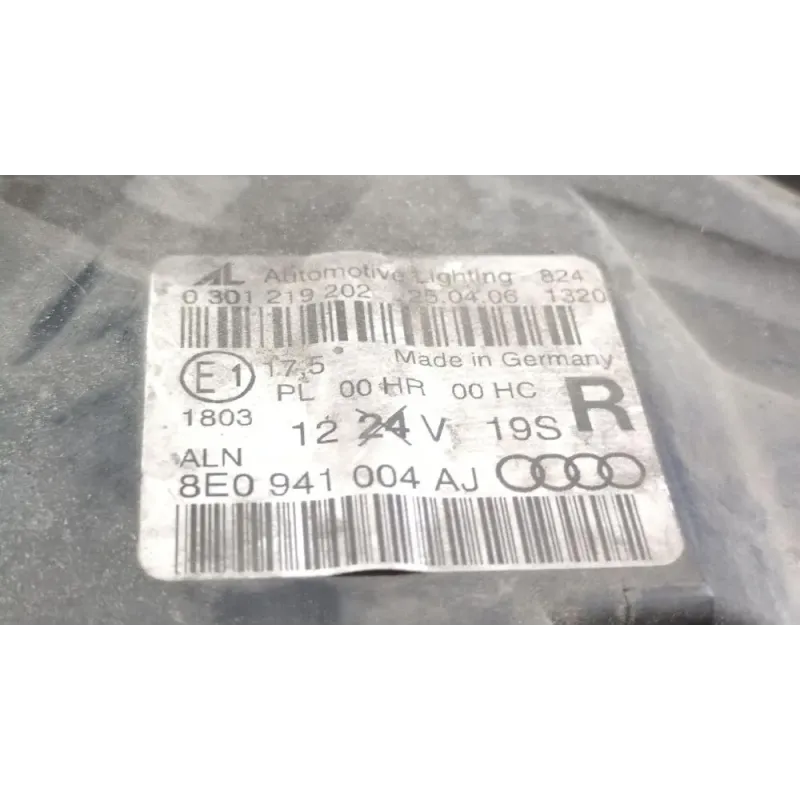 AL Automotive Lighting 824
0 301 219 202 25.04.06 1320
E1 17,5 Made in Germany
PL 00 HR 00 HC R
1803 12 24 V 19S
ALN
8E0 941 004 AJ